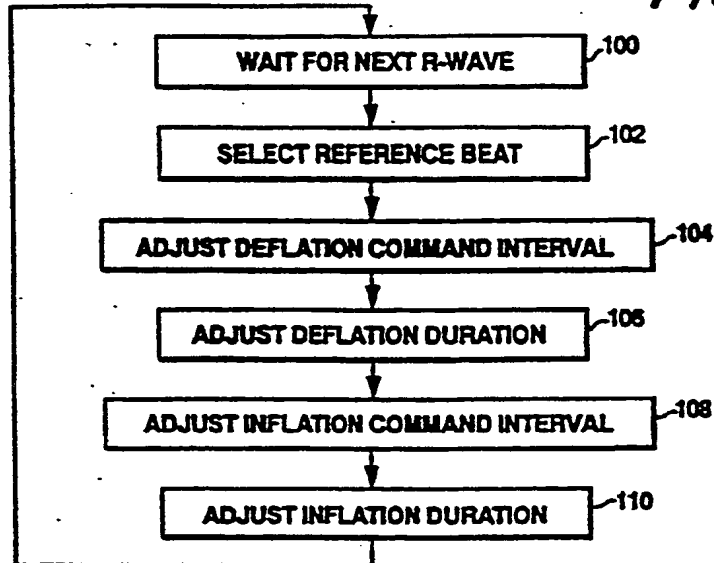 WAIT FOR NEXT R-WAVE 100
SELECT REFERENCE BEAT 102
ADJUST DEFLATION COMMAND INTERVAL 104
ADJUST DEFLATION DURATION 106
ADJUST INFLATION COMMAND INTERVAL 108
ADJUST INFLATION DURATION 110